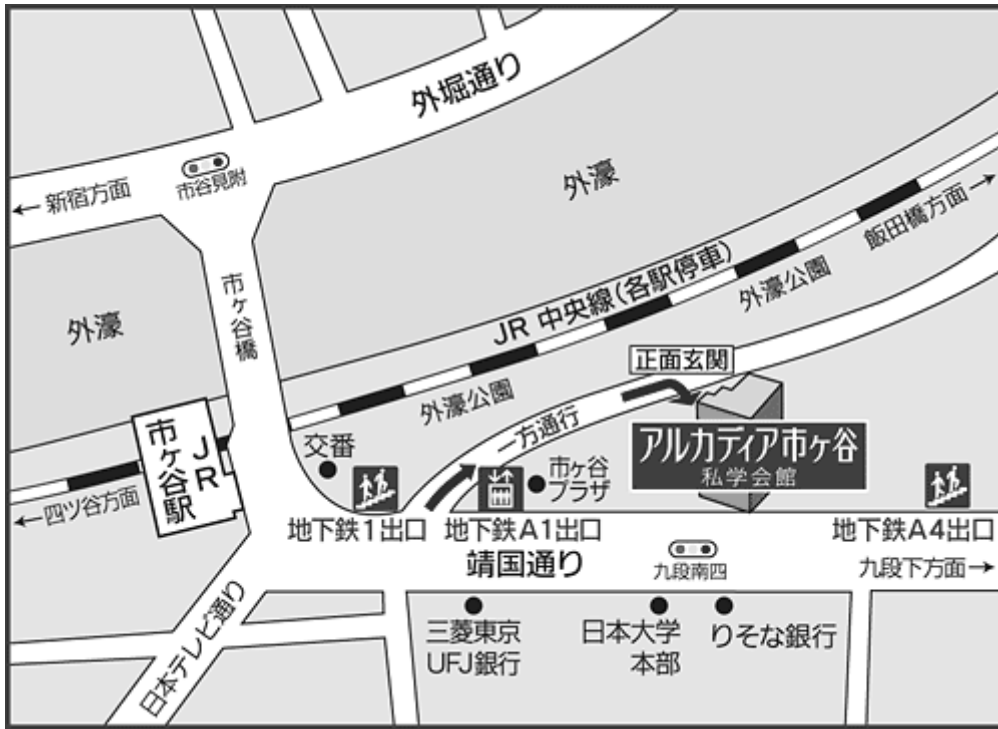 外堀通り
市谷見附
← 新宿方面
外濠
飯田橋方面 →
市ヶ谷橋
外濠
JR 中央線(各駅停車)
外濠公園
正面玄関
外濠公園
一方通行
アルカディア市ヶ谷
私学会館
交番
市ヶ谷
プラザ
JR
市ヶ谷駅
← 四ツ谷方面
地下鉄1出口
地下鉄A1出口
地下鉄A4出口
靖国通り
九段南四
九段下方面 →
日本テレビ通り
三菱東京
UFJ銀行
日本大学
本部
りそな銀行